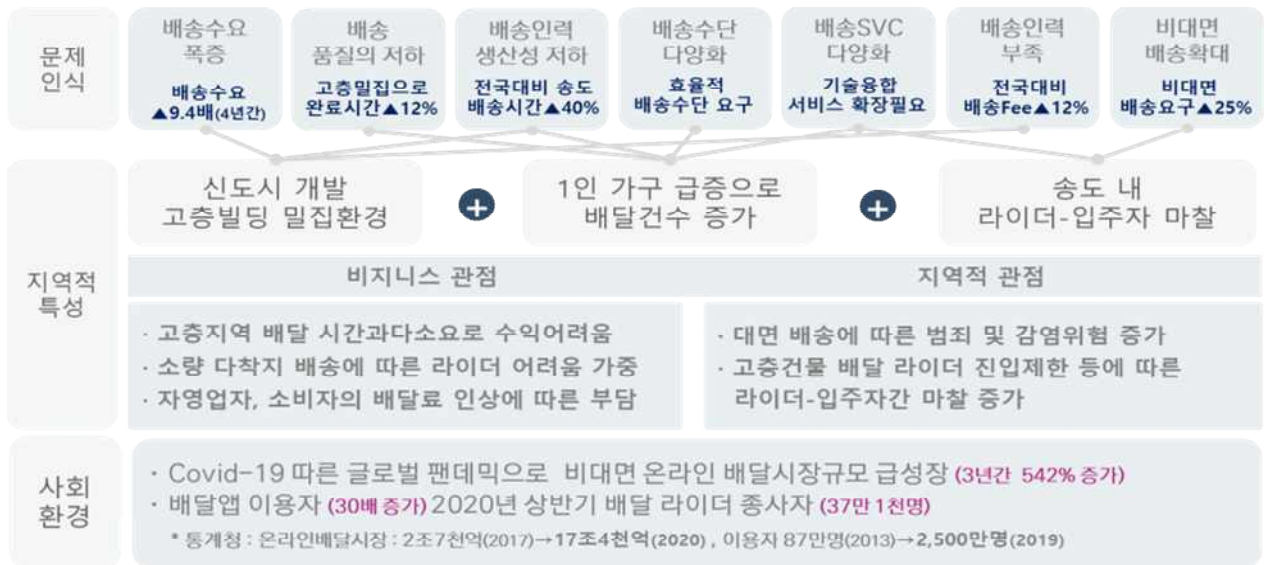 문제
인식
배송수요
폭증
배송수요
▲9.4배(4년간)
배송
품질의 저하
고층밀집으로
완료시간▲12%
배송인력
생산성 저하
전국대비 송도
배송시간▲40%
배송수단
다양화
효율적
배송수단 요구
배송SVC
다양화
기술융합
서비스 확장필요
배송인력
부족
전국대비
배송Fee▲12%
비대면
배송확대
비대면
배송요구▲25%
지역적
특성
신도시 개발
고층빌딩 밀집환경
+
1인 가구 급증으로
배달건수 증가
+
송도 내
라이더-입주자 마찰
비지니스 관점
· 고층지역 배달 시간과다소요로 수익어려움
· 소량 다착지 배송에 따른 라이더 어려움 가중
· 자영업자, 소비자의 배달료 인상에 따른 부담
지역적 관점
· 대면 배송에 따른 범죄 및 감염위험 증가
· 고층건물 배달 라이더 진입제한 등에 따른
라이더-입주자간 마찰 증가
사회
환경
· Covid-19 따른 글로벌 팬데믹으로 비대면 온라인 배달시장규모 급성장 (3년간 542% 증가)
· 배달앱 이용자 (30배 증가) 2020년 상반기 배달 라이더 종사자 (37만 1천명)
* 통계청 : 온라인배달시장 : 2조7천억(2017)→17조4천억(2020) , 이용자 87만명(2013)→2,500만명(2019)